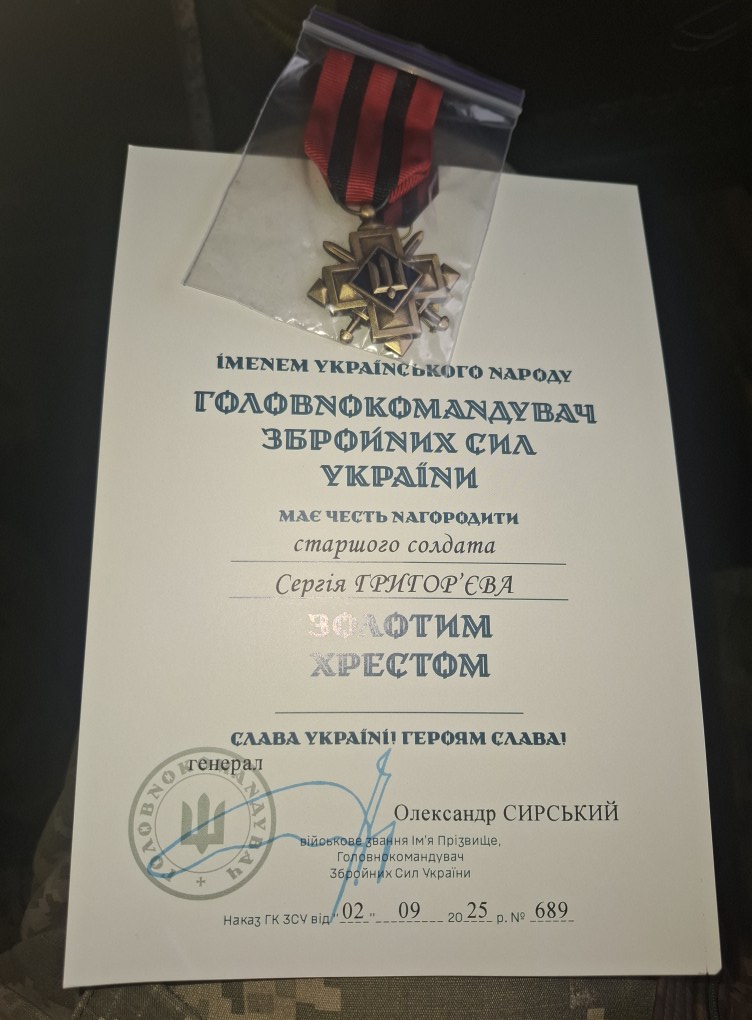 ІМЕНЕМ УКРАЇНСЬКОГО НАРОДУ
ГОЛОВНОКОМАНДУВАЧ
ЗБРОЙНИХ СИЛ
УКРАЇНИ
МАЄ ЧЕСТЬ НАГОРОДИТИ
старшого солдата
Сергія ГРИГОР'ЄВА
ЗОЛОТИМ
ХРЕСТОМ
СЛАВА УКРАЇНІ! ГЕРОЯМ СЛАВА!
генерал
ГОЛОВНОКОМАНДУВАЧ
Олександр СИРСЬКИЙ
військове звання Ім'я Прізвище,
Головнокомандувач
Збройних Сил України
Наказ ГК ЗСУ від "02" 09 2025 р. № 689